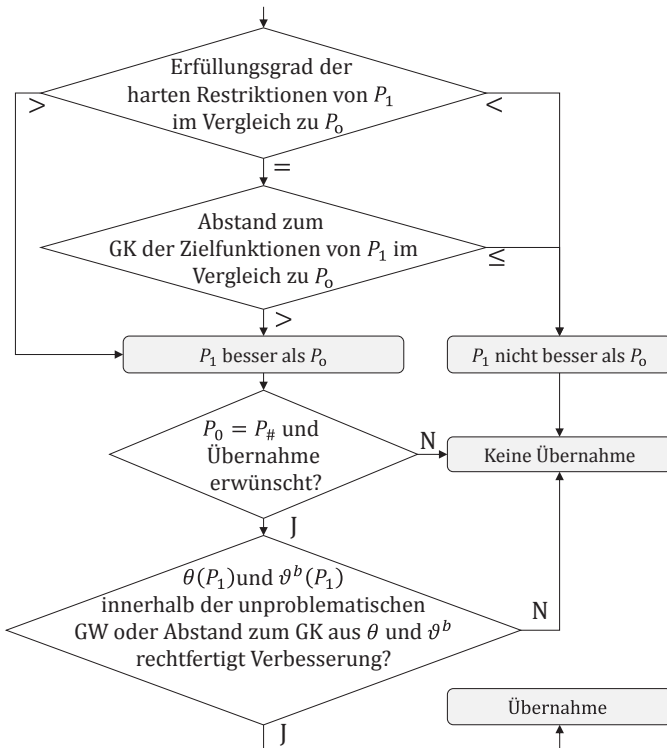 Erfüllungsgrad der
harten Restriktionen von P₁
im Vergleich zu Pₒ
>
<
=
Abstand zum
GK der Zielfunktionen von P₁ im
Vergleich zu Pₒ
≤
>
P₁ besser als Pₒ
P₁ nicht besser als Pₒ
P₀ = P# und
Übernahme
erwünscht?
N
Keine Übernahme
J
θ(P₁)und ϑᵇ(P₁)
innerhalb der unproblematischen
GW oder Abstand zum GK aus θ und ϑᵇ
rechtfertigt Verbesserung?
N
Übernahme
J